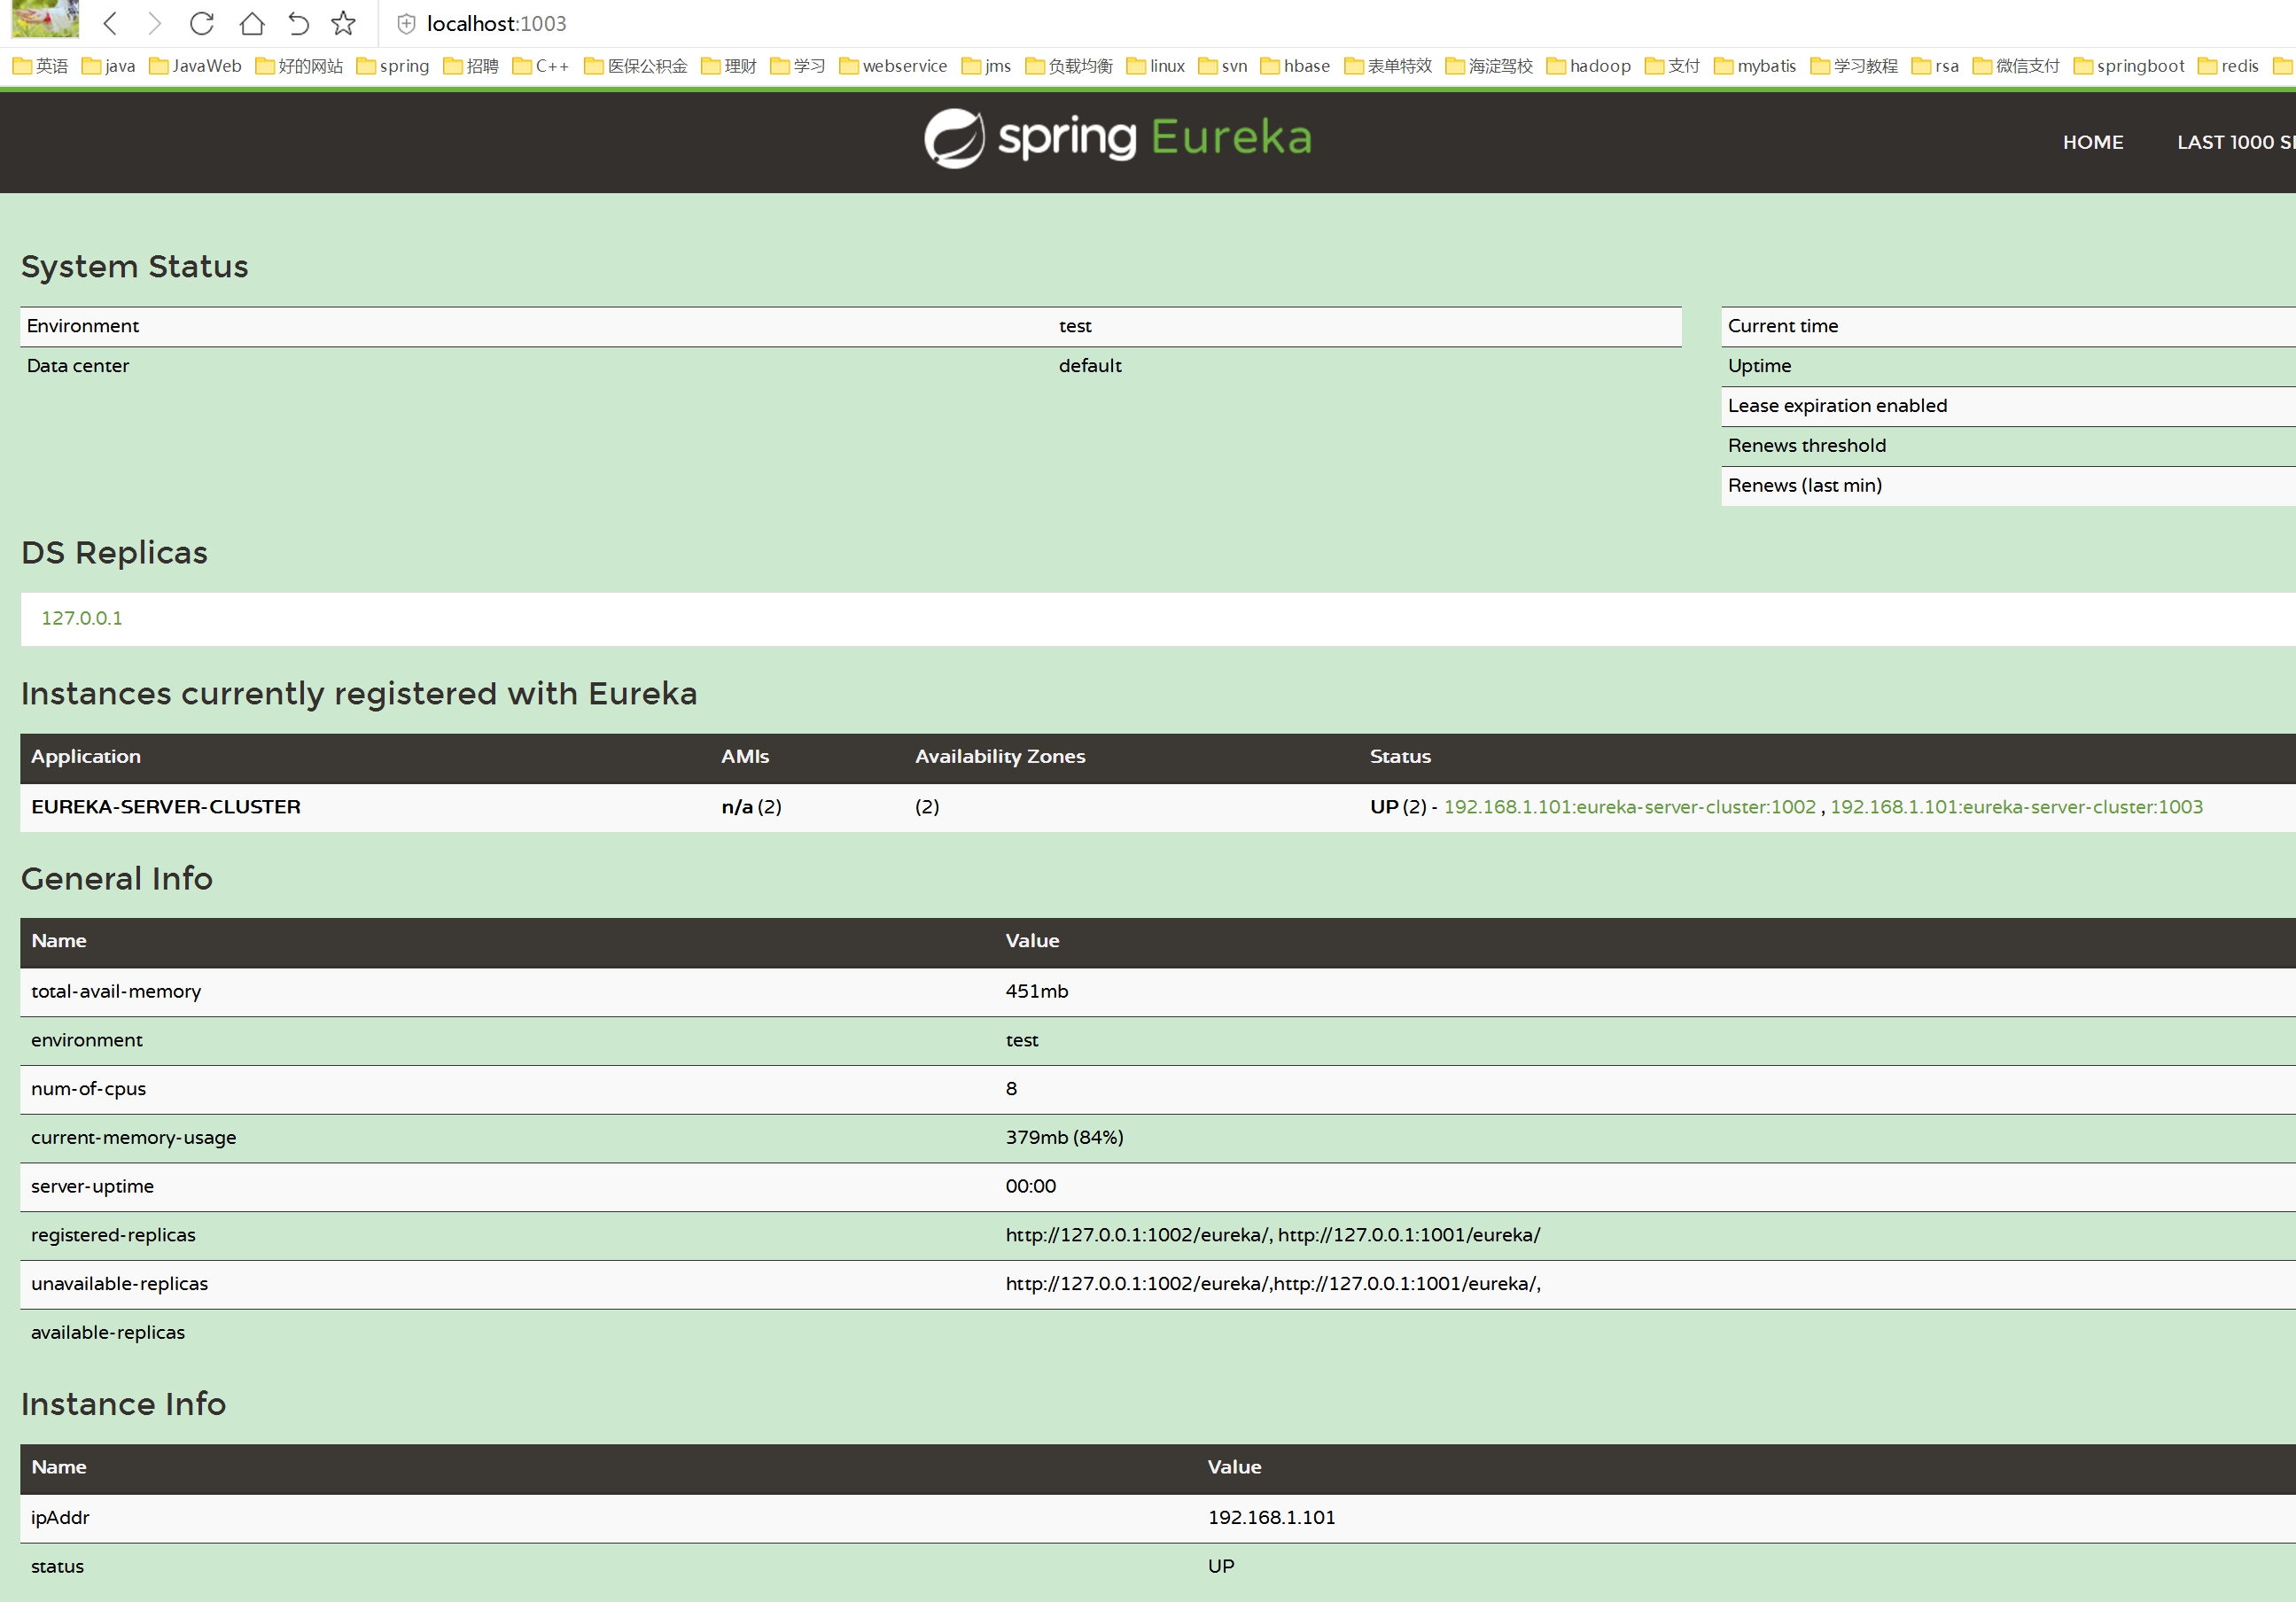 localhost:1003
英语 java JavaWeb 好的网站 spring 招聘 C++ 医保公积金 理财 学习 webservice jms 负载均衡 linux svn hbase 表单特效 海淀驾校 hadoop 支付 mybatis 学习教程 rsa 微信支付 springboot redis
spring Eureka
HOME LAST 1000 SI
System Status
Environment test Current time
Data center default Uptime
Lease expiration enabled
Renews threshold
Renews (last min)
DS Replicas
127.0.0.1
Instances currently registered with Eureka
Application AMIs Availability Zones Status
EUREKA-SERVER-CLUSTER n/a (2) (2) UP (2) - 192.168.1.101:eureka-server-cluster:1002 , 192.168.1.101:eureka-server-cluster:1003
General Info
Name Value
total-avail-memory 451mb
environment test
num-of-cpus 8
current-memory-usage 379mb (84%)
server-uptime 00:00
registered-replicas http://127.0.0.1:1002/eureka/, http://127.0.0.1:1001/eureka/
unavailable-replicas http://127.0.0.1:1002/eureka/,http://127.0.0.1:1001/eureka/,
available-replicas
Instance Info
Name Value
ipAddr 192.168.1.101
status UP